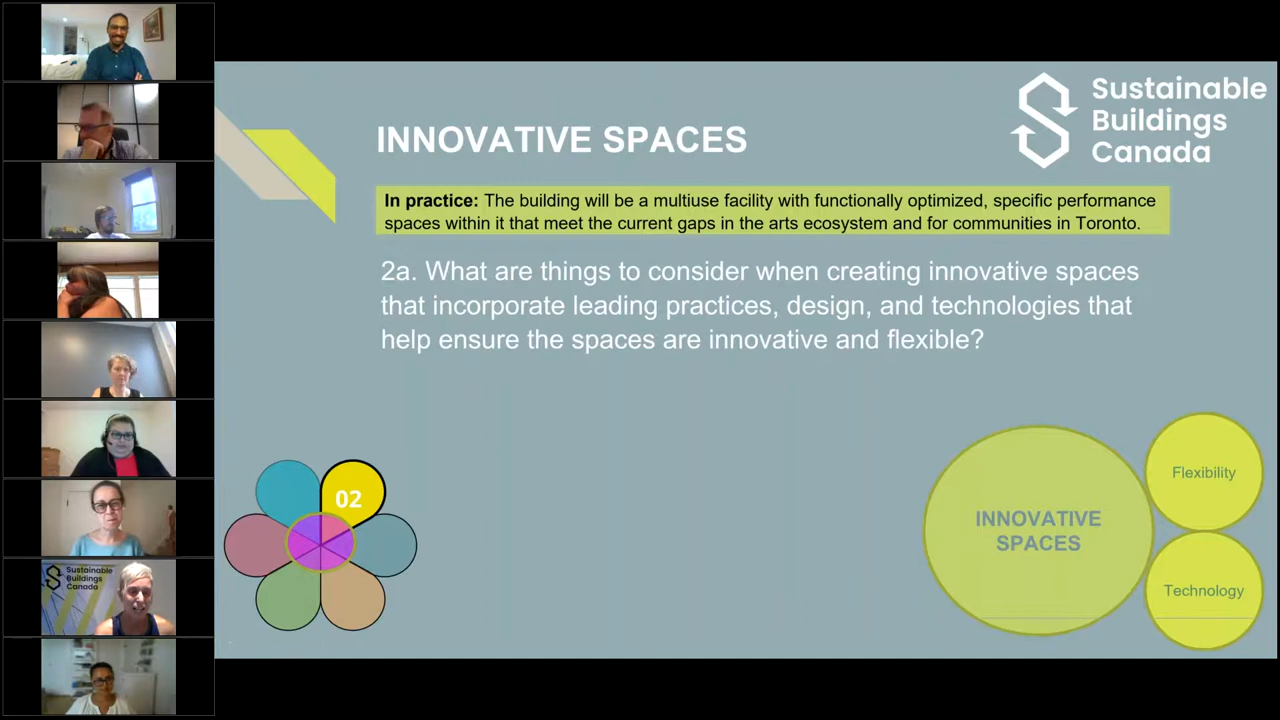 Sustainable
Buildings
Canada
INNOVATIVE SPACES
In practice: The building will be a multiuse facility with functionally optimized, specific performance
spaces within it that meet the current gaps in the arts ecosystem and for communities in Toronto.
2a. What are things to consider when creating innovative spaces
that incorporate leading practices, design, and technologies that
help ensure the spaces are innovative and flexible?
02
INNOVATIVE
SPACES
Flexibility
Technology
Sustainable
Buildings
Canada